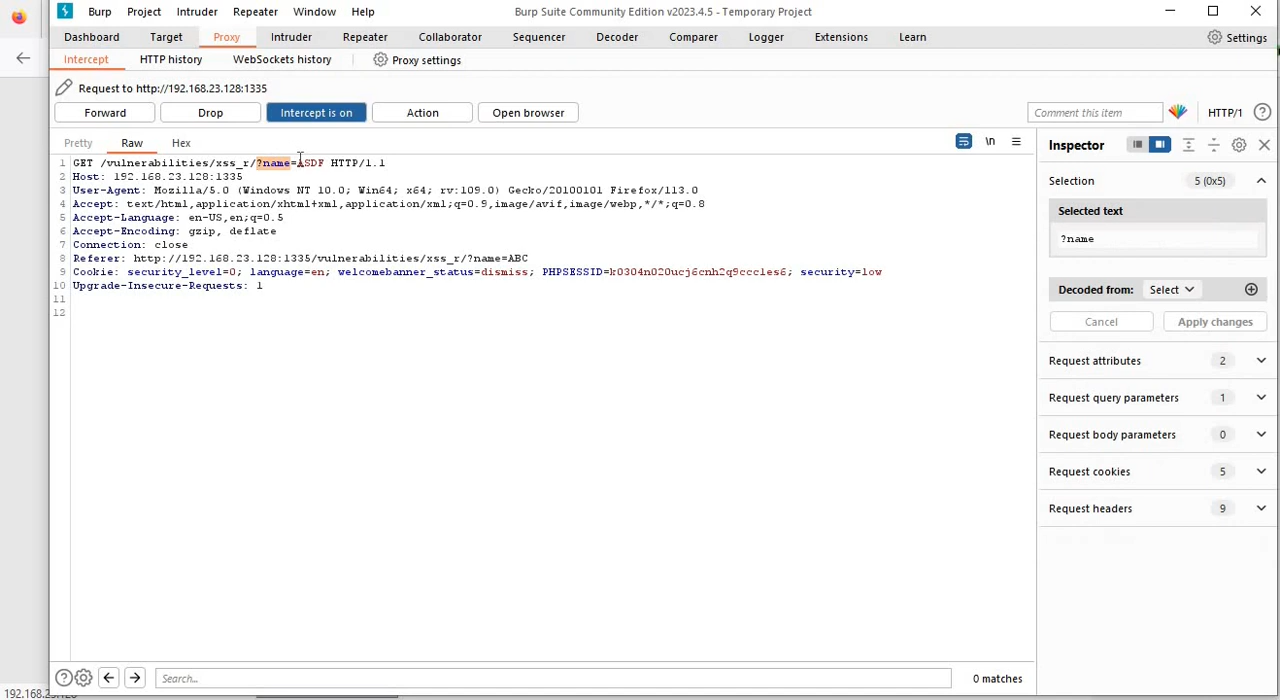 Burp Project Intruder Repeater Window Help Burp Suite Community Edition v2023.4.5 - Temporary Project
Dashboard Target Proxy Intruder Repeater Collaborator Sequencer Decoder Comparer Logger Extensions Learn Settings
Intercept HTTP history WebSockets history Proxy settings
Request to http://192.168.23.128:1335
Forward Drop Intercept is on Action Open browser Comment this item HTTP/1
Pretty Raw Hex \n
Inspector
1 GET /vulnerabilities/xss_r/?name=ASDF HTTP/1.1
2 Host: 192.168.23.128:1335
3 User-Agent: Mozilla/5.0 (Windows NT 10.0; Win64; x64; rv:109.0) Gecko/20100101 Firefox/113.0
4 Accept: text/html,application/xhtml+xml,application/xml;q=0.9,image/avif,image/webp,*/*;q=0.8
5 Accept-Language: en-US,en;q=0.5
6 Accept-Encoding: gzip, deflate
7 Connection: close
8 Referer: http://192.168.23.128:1335/vulnerabilities/xss_r/?name=ABC
9 Cookie: security_level=0; language=en; welcomebanner_status=dismiss; PHPSESSID=k0304n020ucj6cnh2q9cccles6; security=low
10 Upgrade-Insecure-Requests: 1
11
12
Selection 5 (0x5)
Selected text
?name
Decoded from: Select
Cancel Apply changes
Request attributes 2
Request query parameters 1
Request body parameters 0
Request cookies 5
Request headers 9
Search... 0 matches